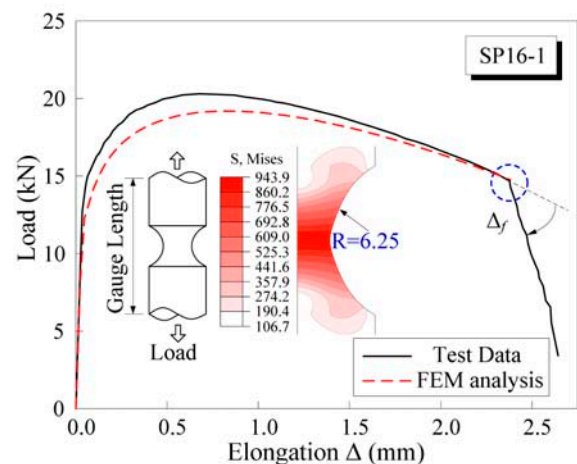 SP16-1
Load (kN)
25
20
15
10
5
0
0.0
0.5
1.0
1.5
2.0
2.5
Elongation Δ (mm)
Gauge Length
Load
S, Mises
943.9
860.2
776.5
692.8
609.0
525.3
441.6
357.9
274.2
190.4
106.7
R=6.25
Δf
Test Data
FEM analysis